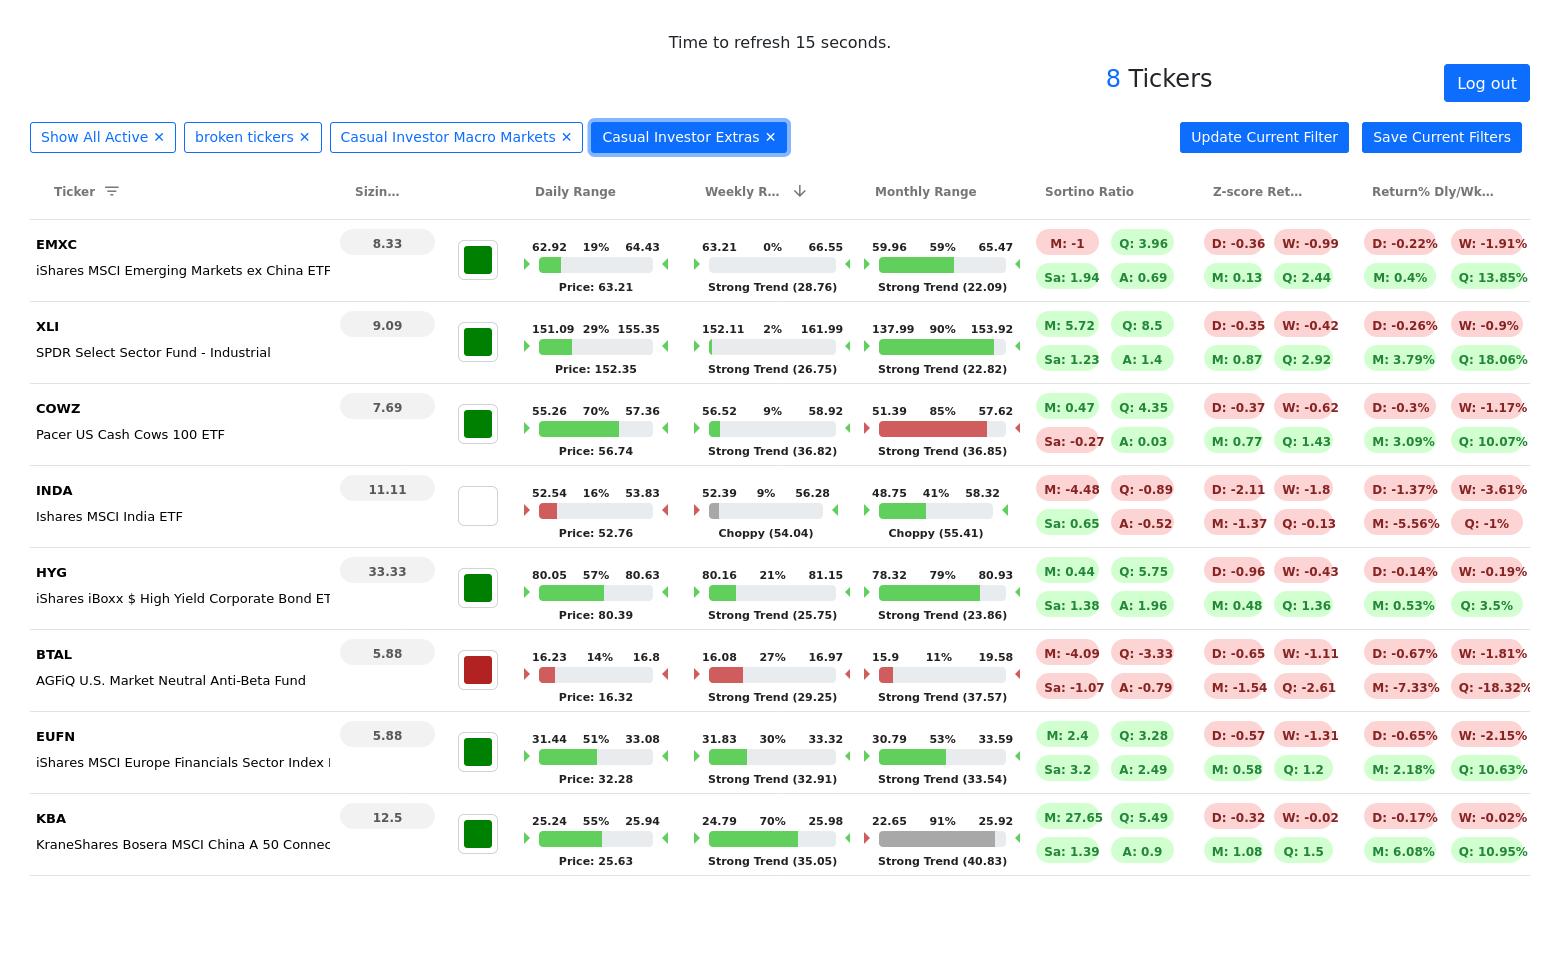 Time to refresh 15 seconds.
8 Tickers
Log out
Show All Active ✕ broken tickers ✕ Casual Investor Macro Markets ✕ Casual Investor Extras ✕ Update Current Filter Save Current Filters
Ticker Sizin... Daily Range Weekly R... Monthly Range Sortino Ratio Z-score Ret... Return% Dly/Wk...
EMXC 8.33 62.92 19% 64.43 63.21 0% 66.55 59.96 59% 65.47 M: -1 Q: 3.96 D: -0.36 W: -0.99 D: -0.22% W: -1.91%
iShares MSCI Emerging Markets ex China ETF Sa: 1.94 A: 0.69 M: 0.13 Q: 2.44 M: 0.4% Q: 13.85%
Price: 63.21 Strong Trend (28.76) Strong Trend (22.09)
XLI 9.09 151.09 29% 155.35 152.11 2% 161.99 137.99 90% 153.92 M: 5.72 Q: 8.5 D: -0.35 W: -0.42 D: -0.26% W: -0.9%
SPDR Select Sector Fund - Industrial Sa: 1.23 A: 1.4 M: 0.87 Q: 2.92 M: 3.79% Q: 18.06%
Price: 152.35 Strong Trend (26.75) Strong Trend (22.82)
COWZ 7.69 55.26 70% 57.36 56.52 9% 58.92 51.39 85% 57.62 M: 0.47 Q: 4.35 D: -0.37 W: -0.62 D: -0.3% W: -1.17%
Pacer US Cash Cows 100 ETF Sa: -0.27 A: 0.03 M: 0.77 Q: 1.43 M: 3.09% Q: 10.07%
Price: 56.74 Strong Trend (36.82) Strong Trend (36.85)
INDA 11.11 52.54 16% 53.83 52.39 9% 56.28 48.75 41% 58.32 M: -4.48 Q: -0.89 D: -2.11 W: -1.8 D: -1.37% W: -3.61%
Ishares MSCI India ETF Sa: 0.65 A: -0.52 M: -1.37 Q: -0.13 M: -5.56% Q: -1%
Price: 52.76 Choppy (54.04) Choppy (55.41)
HYG 33.33 80.05 57% 80.63 80.16 21% 81.15 78.32 79% 80.93 M: 0.44 Q: 5.75 D: -0.96 W: -0.43 D: -0.14% W: -0.19%
iShares iBoxx $ High Yield Corporate Bond ET Sa: 1.38 A: 1.96 M: 0.48 Q: 1.36 M: 0.53% Q: 3.5%
Price: 80.39 Strong Trend (25.75) Strong Trend (23.86)
BTAL 5.88 16.23 14% 16.8 16.08 27% 16.97 15.9 11% 19.58 M: -4.09 Q: -3.33 D: -0.65 W: -1.11 D: -0.67% W: -1.81%
AGFiQ U.S. Market Neutral Anti-Beta Fund Sa: -1.07 A: -0.79 M: -1.54 Q: -2.61 M: -7.33% Q: -18.32%
Price: 16.32 Strong Trend (29.25) Strong Trend (37.57)
EUFN 5.88 31.44 51% 33.08 31.83 30% 33.32 30.79 53% 33.59 M: 2.4 Q: 3.28 D: -0.57 W: -1.31 D: -0.65% W: -2.15%
iShares MSCI Europe Financials Sector Index Sa: 3.2 A: 2.49 M: 0.58 Q: 1.2 M: 2.18% Q: 10.63%
Price: 32.28 Strong Trend (32.91) Strong Trend (33.54)
KBA 12.5 25.24 55% 25.94 24.79 70% 25.98 22.65 91% 25.92 M: 27.65 Q: 5.49 D: -0.32 W: -0.02 D: -0.17% W: -0.02%
KraneShares Bosera MSCI China A 50 Connec Sa: 1.39 A: 0.9 M: 1.08 Q: 1.5 M: 6.08% Q: 10.95%
Price: 25.63 Strong Trend (35.05) Strong Trend (40.83)